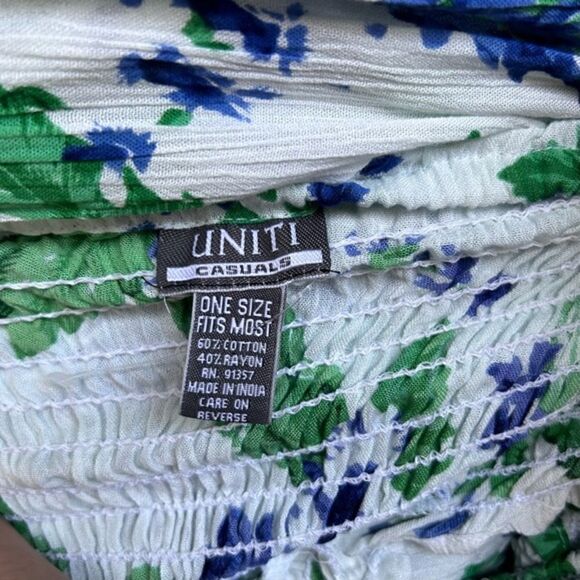 UNITI
CASUALS
ONE SIZE
FITS MOST
60% COTTON
40% RAYON
RN. 91357
MADE IN INDIA
CARE ON
REVERSE